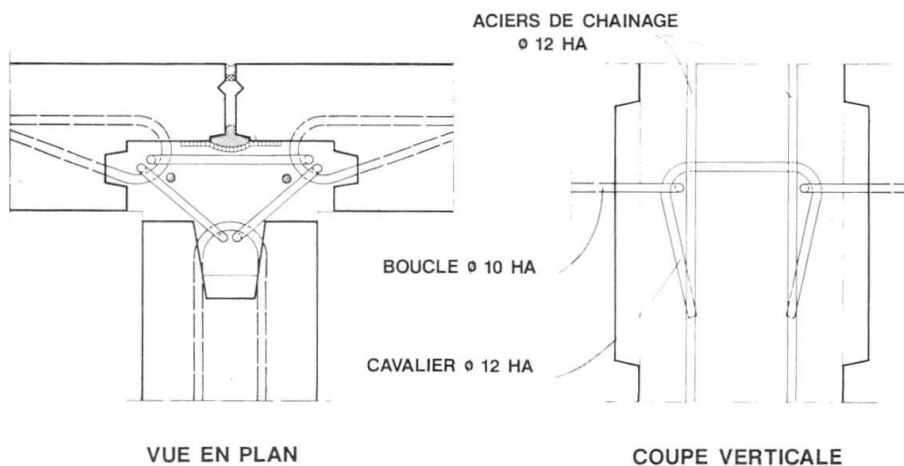 ACIERS DE CHAINAGE
ø 12 HA
BOUCLE ø 10 HA
CAVALIER ø 12 HA
VUE EN PLAN
COUPE VERTICALE